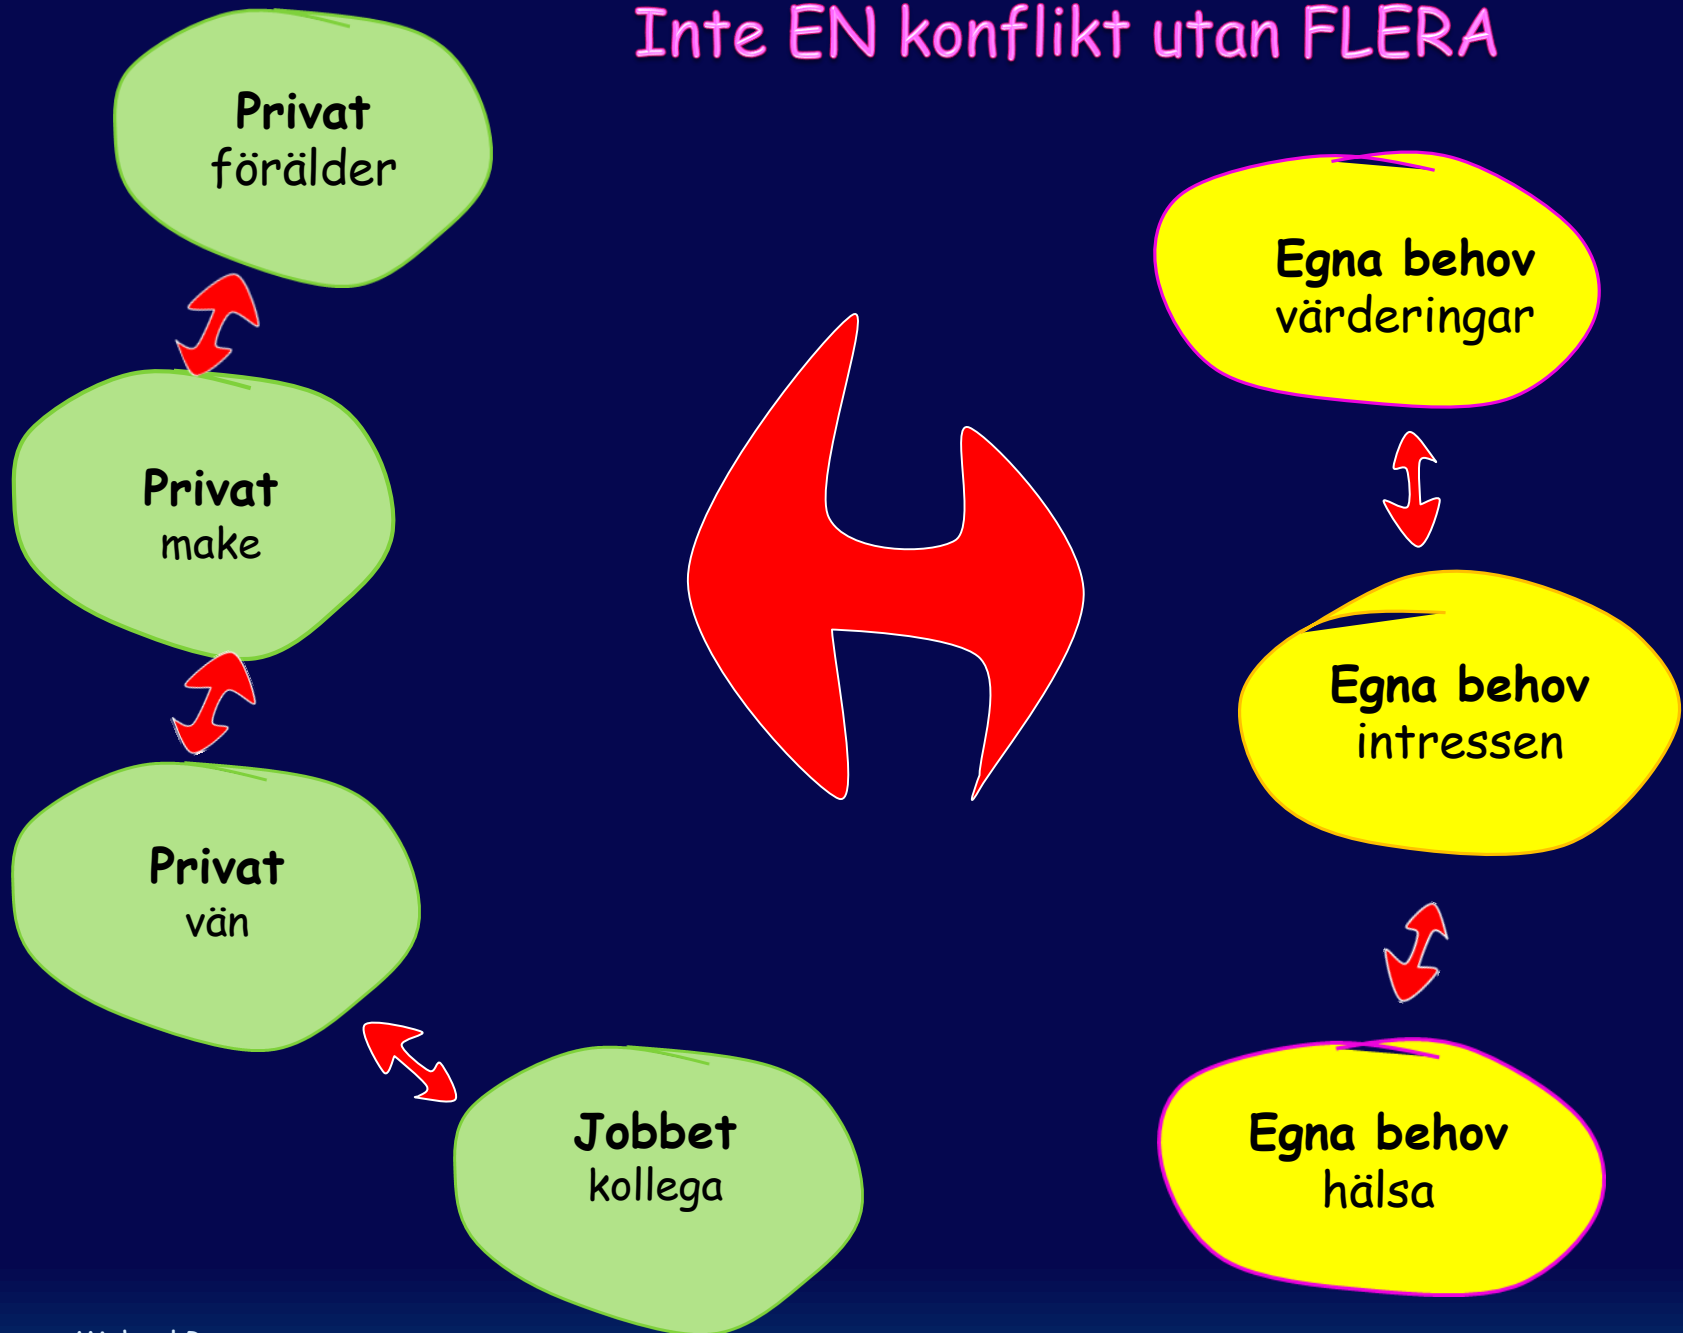 Inte EN konflikt utan FLERA
Privat
förälder
Egna behov
värderingar
Privat
make
Egna behov
intressen
Privat
vän
Jobbet
kollega
Egna behov
hälsa